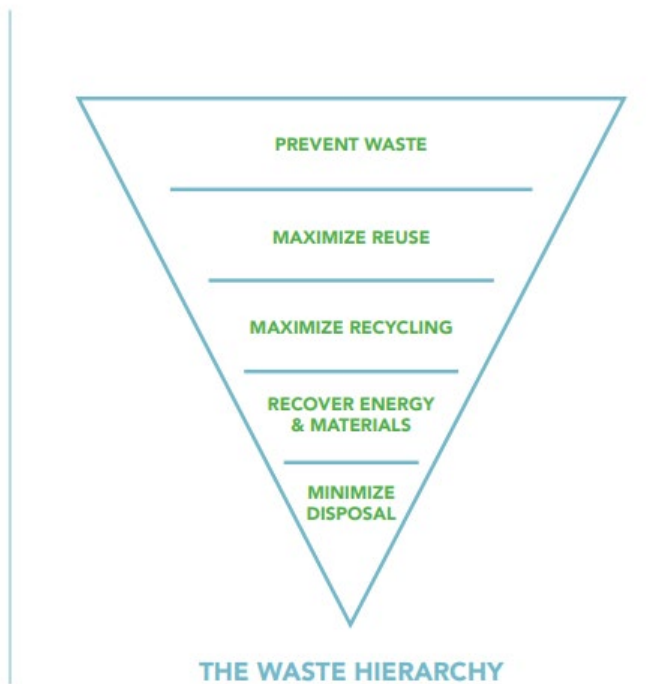 PREVENT WASTE
MAXIMIZE REUSE
MAXIMIZE RECYCLING
RECOVER ENERGY
& MATERIALS
MINIMIZE
DISPOSAL
THE WASTE HIERARCHY